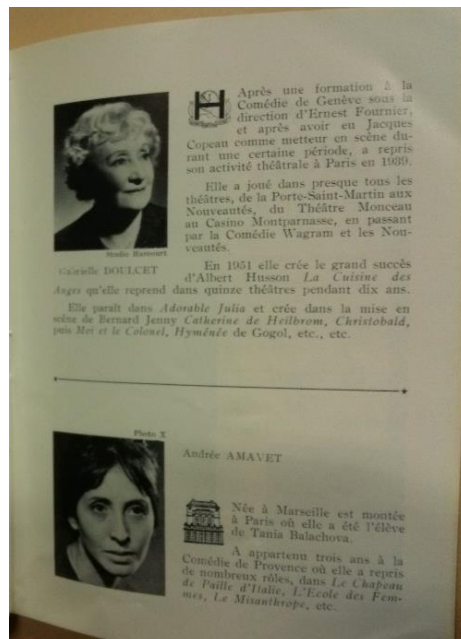 Après une formation à la
Comédie de Genève sous la
direction d'Ernest Fournier,
et après avoir eu Jacques
Copeau comme metteur en scène du-
rant une certaine période, a repris
son activité théâtrale à Paris en 1939.
Elle a joué dans presque tous les
théâtres, de la Porte-Saint-Martin aux
Nouveautés, du Théâtre Monceau
au Casino Montparnasse, en passant
par la Comédie Wagram et les Nou-
veautés.
Studio Harcourt
Gabrielle DOULCET
En 1951 elle crée le grand succès
d'Albert Husson La Cuisine des
Anges qu'elle reprend dans quinze théâtres pendant dix ans.
Elle paraît dans Adorable Julia et crée dans la mise en
scène de Bernard Jenny Catherine de Heilbrom, Christobald,
puis Moi et le Colonel, Hyménée de Gogol, etc., etc.
Photo X
Andrée AMAVET
Née à Marseille est montée
à Paris où elle a été l'élève
de Tania Balachova.
A appartenu trois ans à la
Comédie de Provence où elle a repris
de nombreux rôles, dans Le Chapeau
de Paille d'Italie, L'Ecole des Fem-
mes, Le Misanthrope, etc.